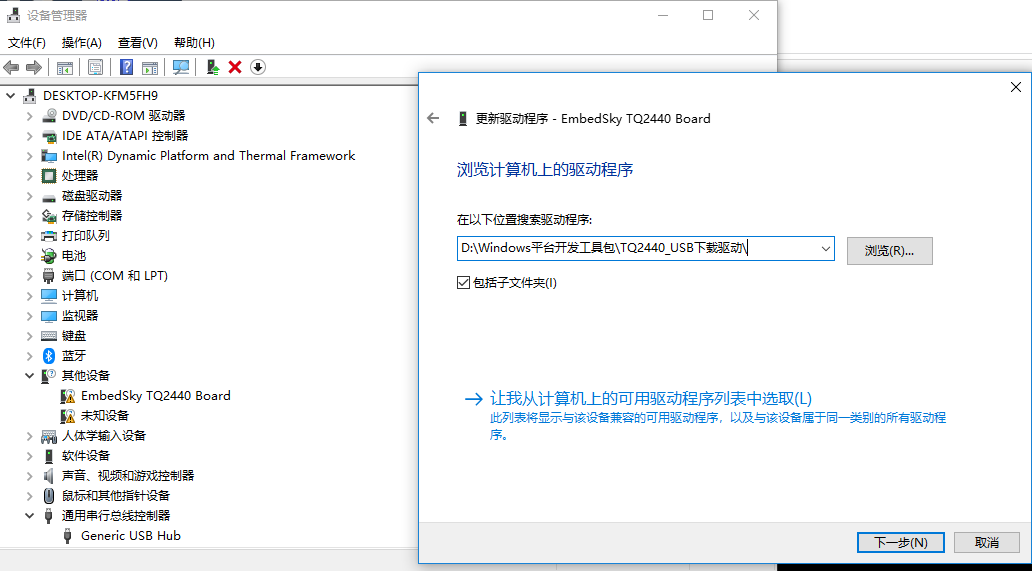 设备管理器
文件(F) 操作(A) 查看(V) 帮助(H)
DESKTOP-KFM5FH9
DVD/CD-ROM 驱动器
IDE ATA/ATAPI 控制器
Intel(R) Dynamic Platform and Thermal Framework
处理器
磁盘驱动器
存储控制器
打印队列
电池
端口 (COM 和 LPT)
计算机
监视器
键盘
蓝牙
其他设备
EmbedSky TQ2440 Board
未知设备
人体学输入设备
软件设备
声音、视频和游戏控制器
鼠标和其他指针设备
通用串行总线控制器
Generic USB Hub
更新驱动程序 - EmbedSky TQ2440 Board
浏览计算机上的驱动程序
在以下位置搜索驱动程序:
D:\Windows平台开发工具包\TQ2440_USB下载驱动\
浏览(R)...
包括子文件夹(I)
让我从计算机上的可用驱动程序列表中选取(L)
此列表将显示与该设备兼容的可用驱动程序，以及与该设备属于同一类别的所有驱动程
序。
下一步(N) 取消